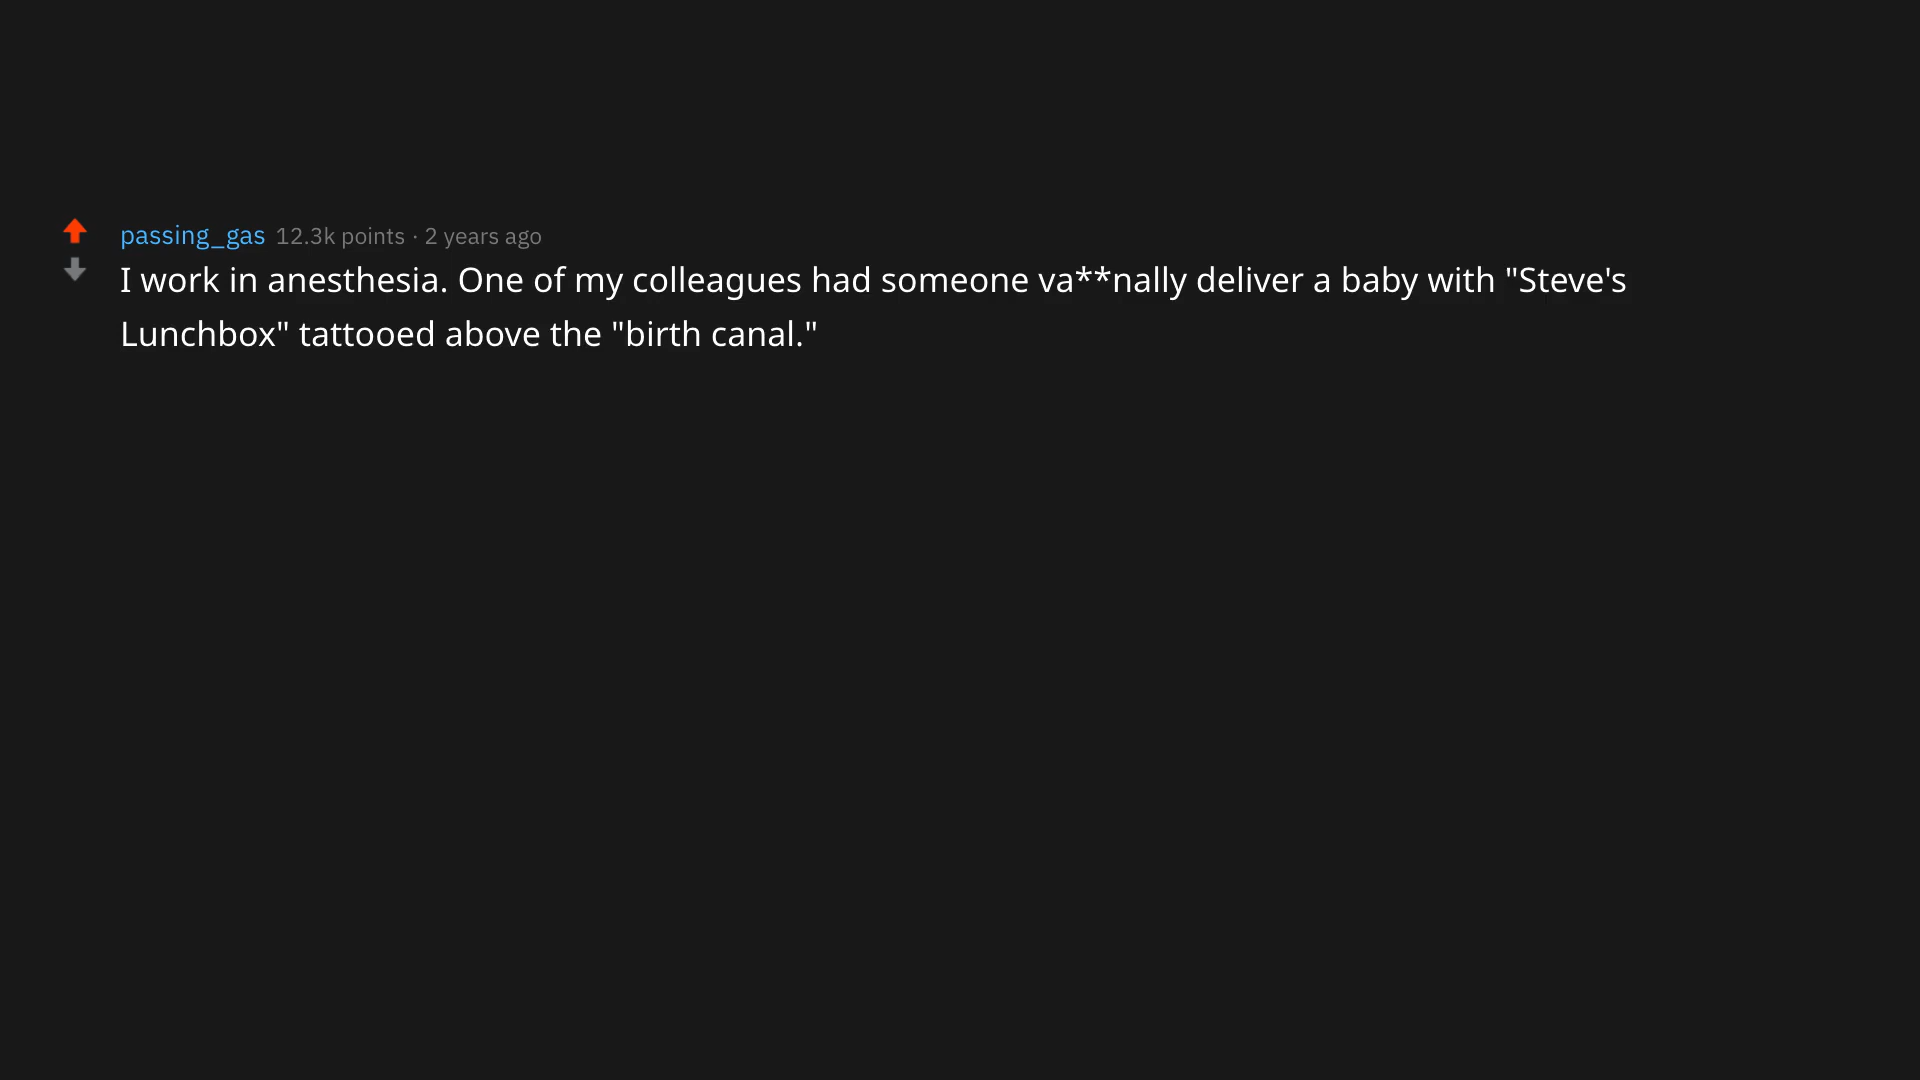 passing_gas 12.3k points · 2 years ago
I work in anesthesia. One of my colleagues had someone va**nally deliver a baby with "Steve's
Lunchbox" tattooed above the "birth canal."